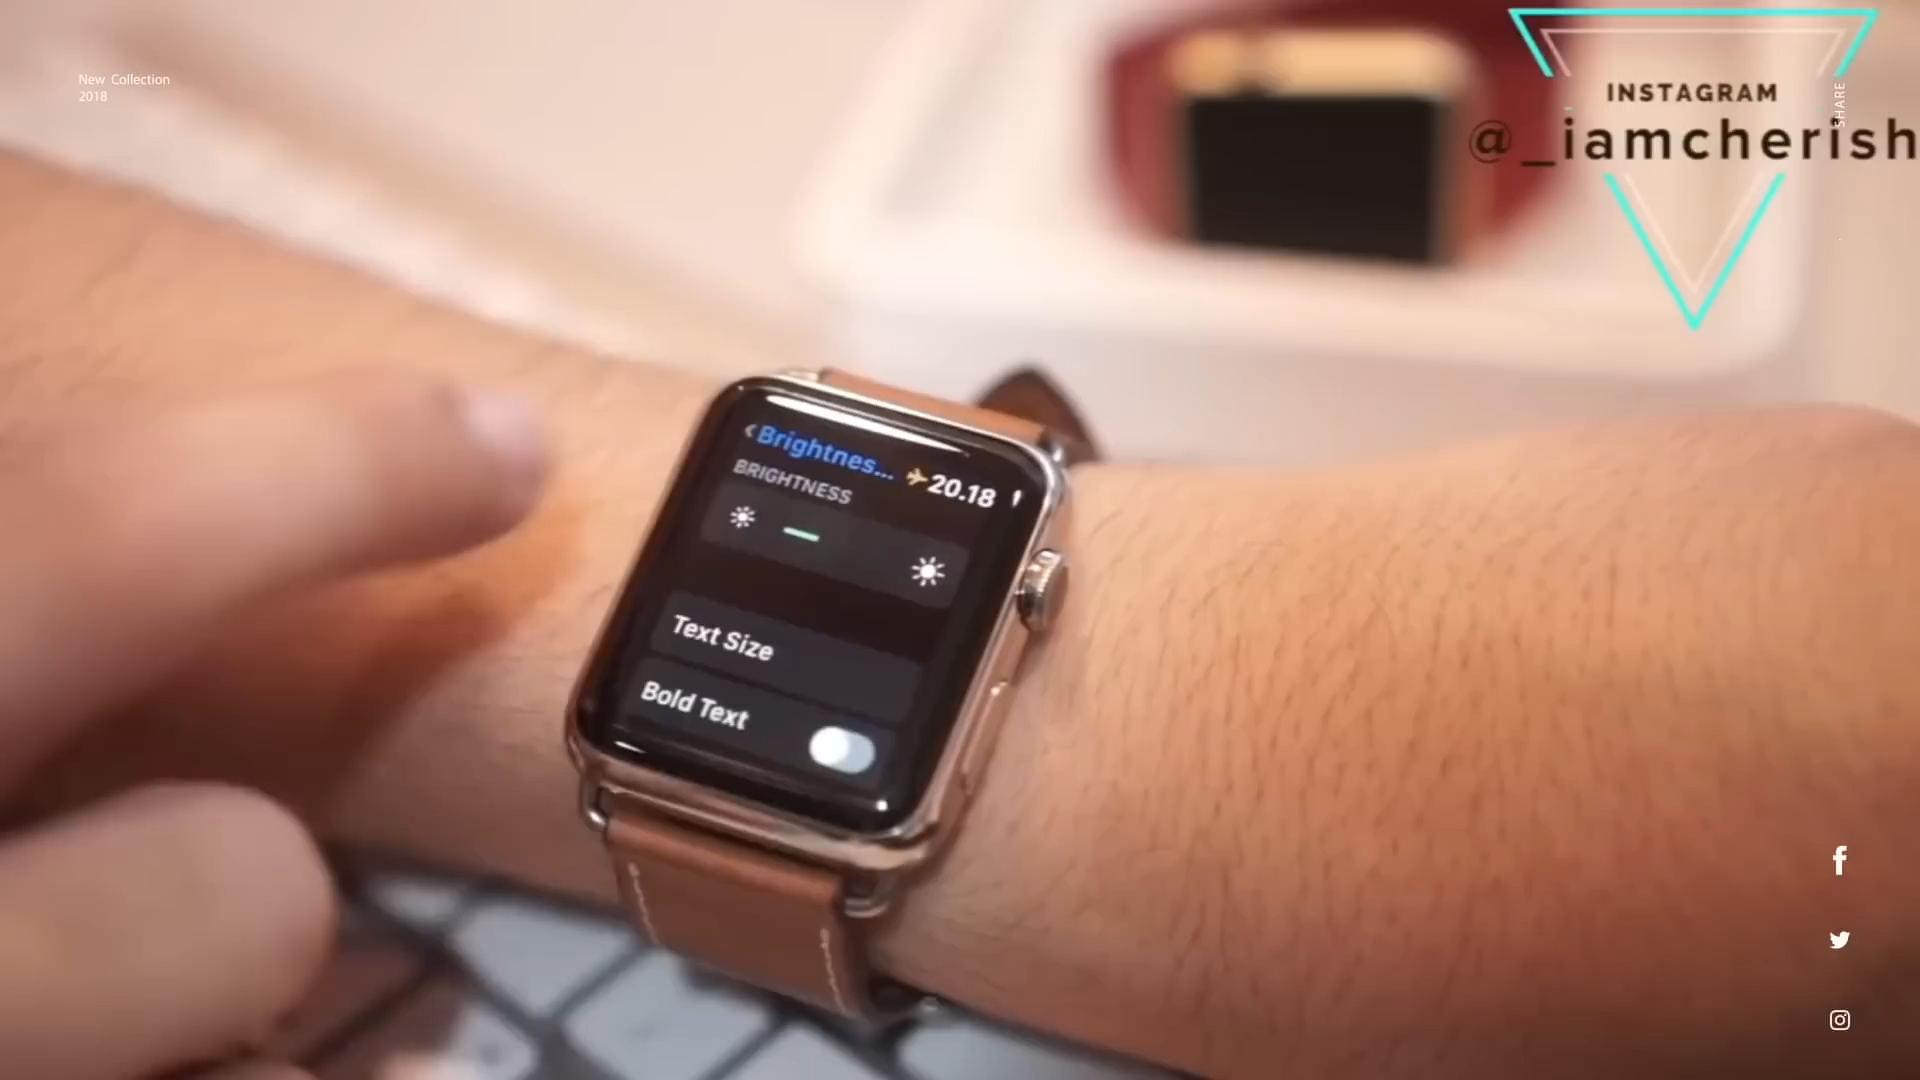 New Collection
2018
INSTAGRAM
@_iamcherish
SHARE
Brightnes...
20.18
BRIGHTNESS
Text Size
Bold Text